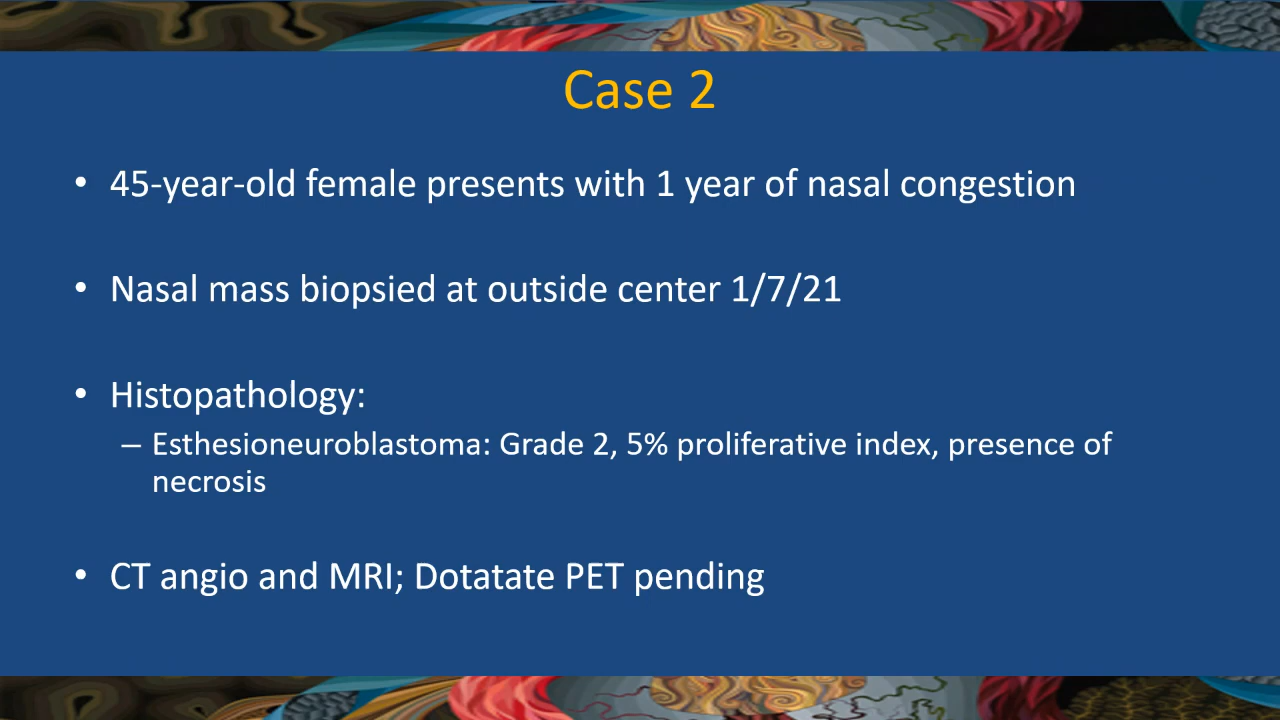 Case 2
• 45-year-old female presents with 1 year of nasal congestion
• Nasal mass biopsied at outside center 1/7/21
• Histopathology:
– Esthesioneuroblastoma: Grade 2, 5% proliferative index, presence of
necrosis
• CT angio and MRI; Dotatate PET pending